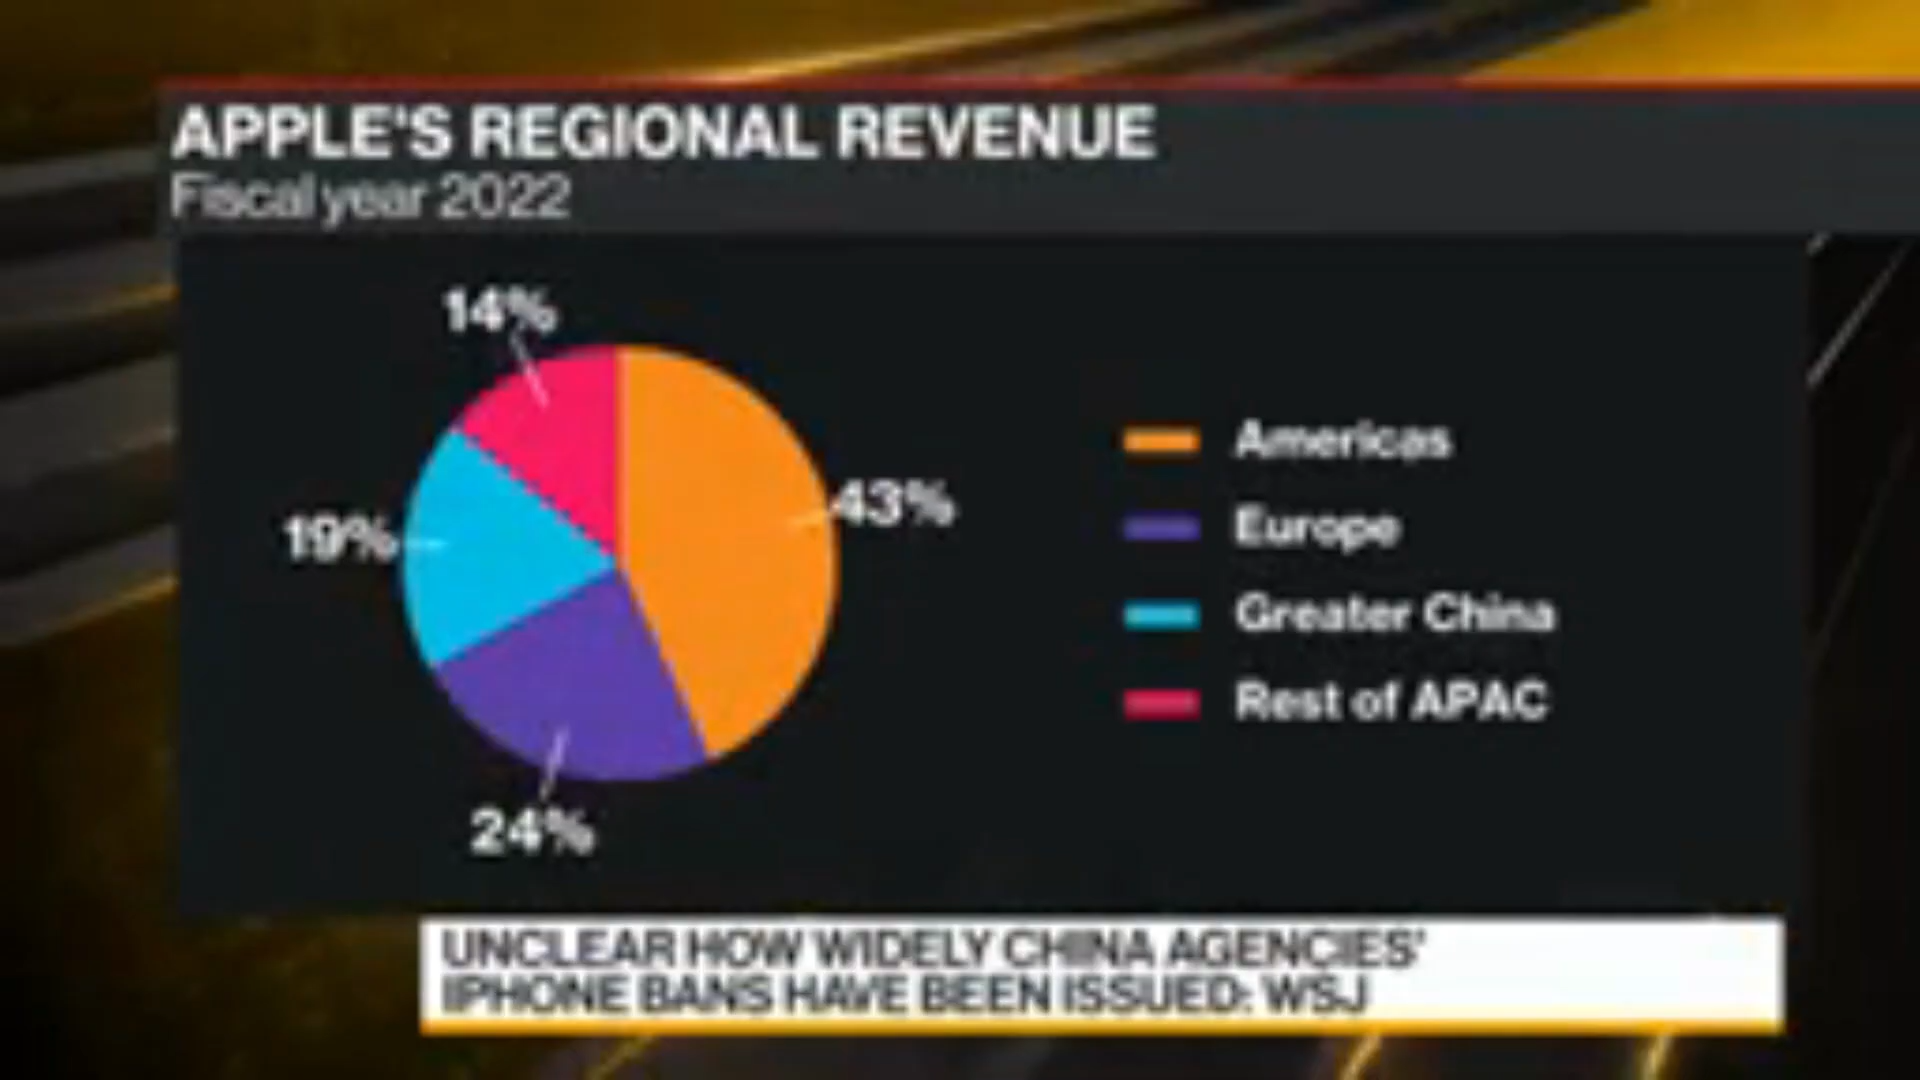 APPLE'S REGIONAL REVENUE
Fiscal year 2022
14%
43%
19%
24%
Americas
Europe
Greater China
Rest of APAC
UNCLEAR HOW WIDELY CHINA AGENCIES'
IPHONE BANS HAVE BEEN ISSUED: WSJ